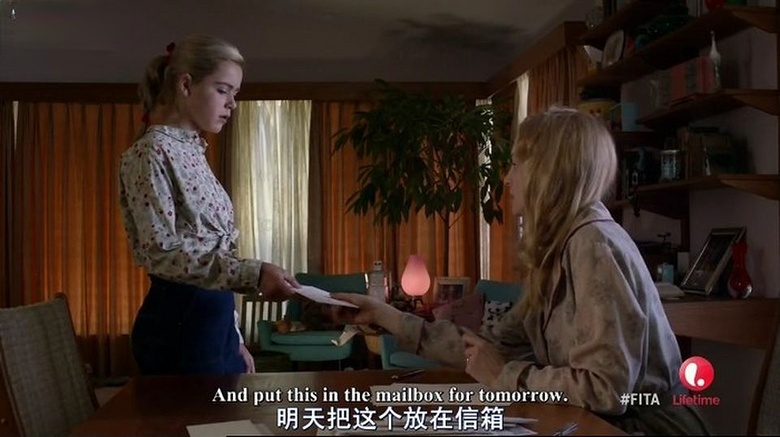 And put this in the mailbox for tomorrow.
明天把这个放在信箱
#FITA
Lifetime